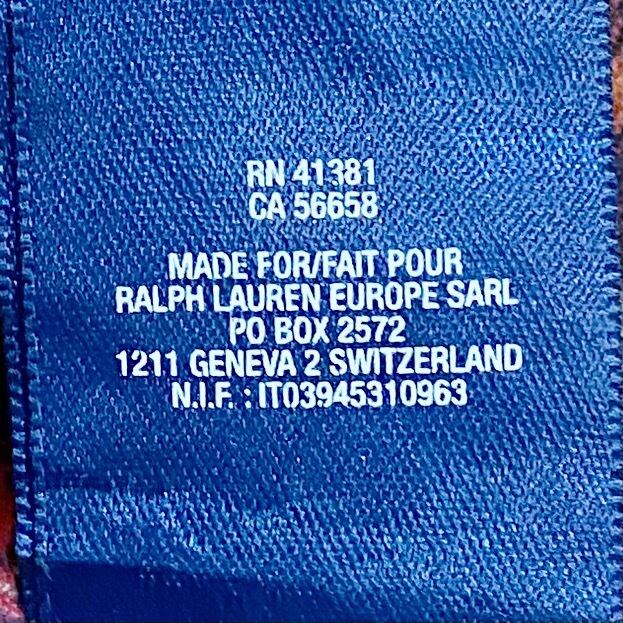 RN 41381
CA 56658
MADE FOR/FAIT POUR
RALPH LAUREN EUROPE SARL
PO BOX 2572
1211 GENEVA 2 SWITZERLAND
N.I.F. : IT03945310963